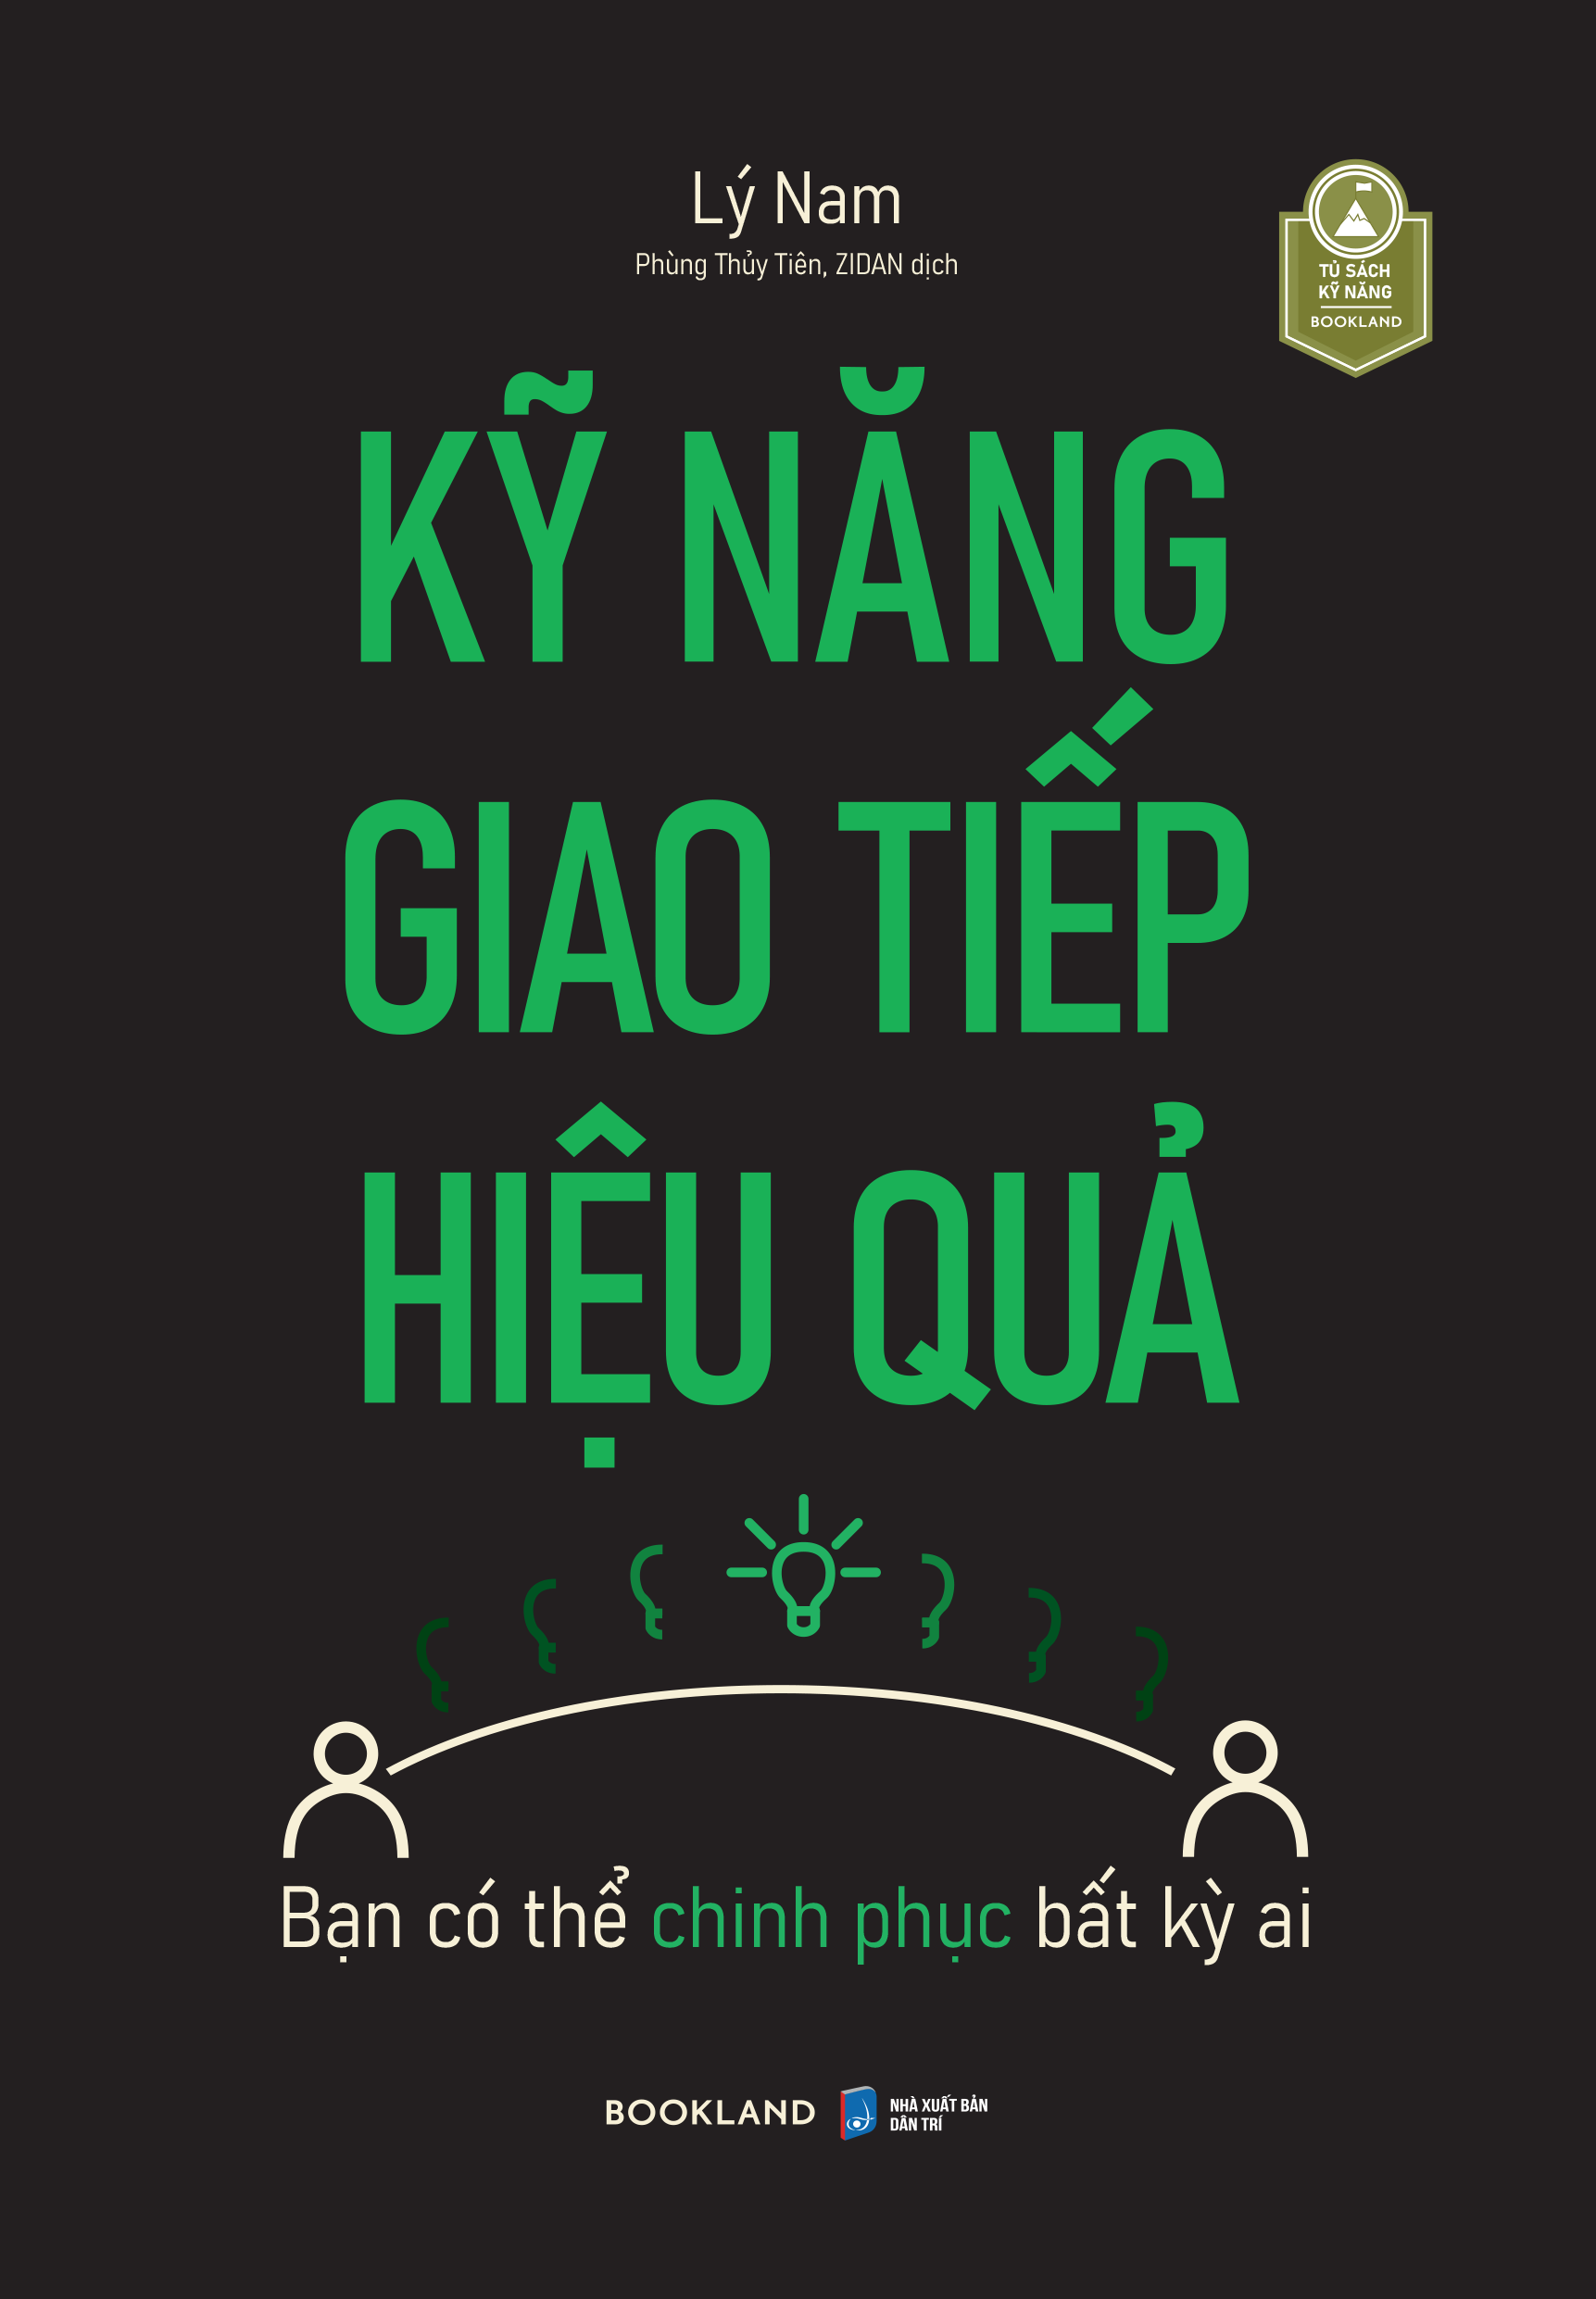 Lý Nam
Phùng Thủy Tiên, ZIDAN dịch
TỦ SÁCH
KỸ NĂNG
BOOKLAND
KỸ NĂNG
GIAO TIẾP
HIỆU QUẢ
Bạn có thể chinh phục bất kỳ ai
BOOKLAND
NHÀ XUẤT BẢN
DÂN TRÍ